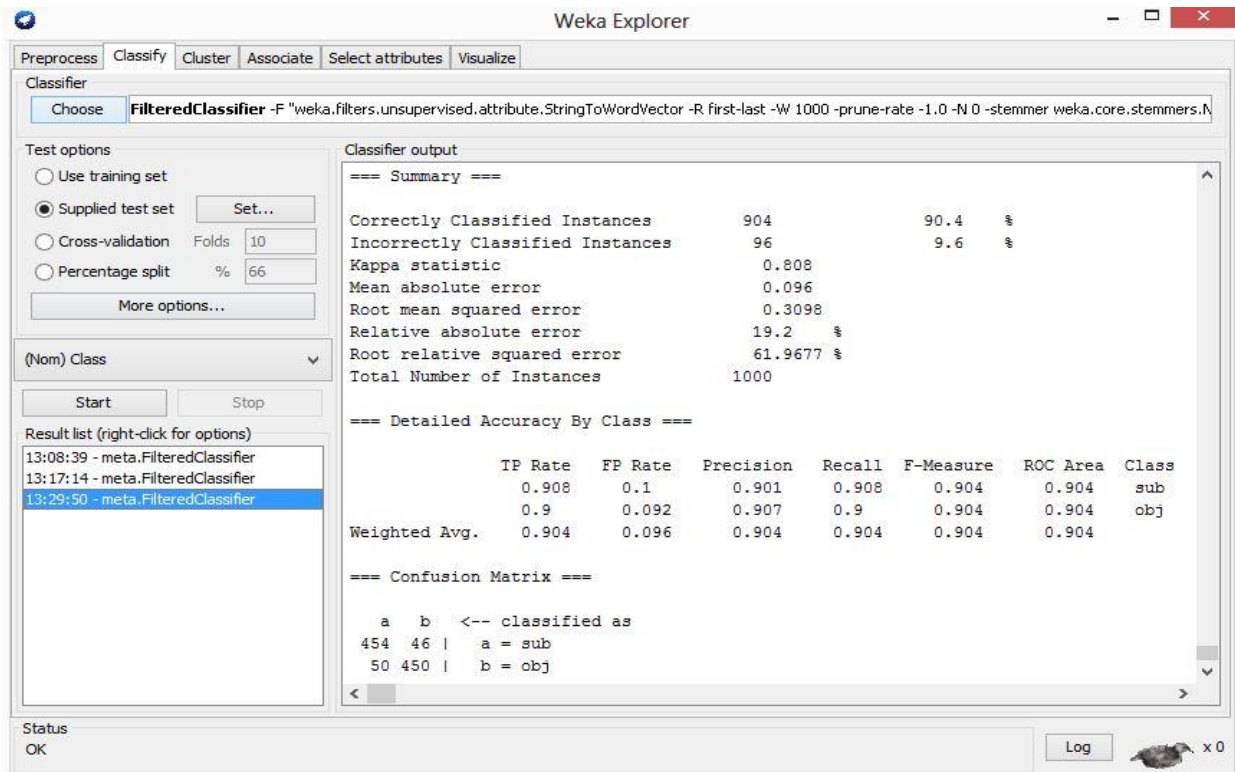 Weka Explorer
Preprocess Classify Cluster Associate Select attributes Visualize
Classifier
Choose FilteredClassifier -F "weka.filters.unsupervised.attribute.StringToWordVector -R first-last -W 1000 -prune-rate -1.0 -N 0 -stemmer weka.core.stemmers.N
Test options
Use training set
Supplied test set Set...
Cross-validation Folds 10
Percentage split % 66
More options...
(Nom) Class
Start Stop
Result list (right-click for options)
13:08:39 - meta.FilteredClassifier
13:17:14 - meta.FilteredClassifier
13:29:50 - meta.FilteredClassifier
Classifier output
=== Summary ===
Correctly Classified Instances 904 90.4 %
Incorrectly Classified Instances 96 9.6 %
Kappa statistic 0.808
Mean absolute error 0.096
Root mean squared error 0.3098
Relative absolute error 19.2 %
Root relative squared error 61.9677 %
Total Number of Instances 1000
=== Detailed Accuracy By Class ===
TP Rate FP Rate Precision Recall F-Measure ROC Area Class
0.908 0.1 0.901 0.908 0.904 0.904 sub
0.9 0.092 0.907 0.9 0.904 0.904 obj
Weighted Avg. 0.904 0.096 0.904 0.904 0.904 0.904
=== Confusion Matrix ===
a b <-- classified as
454 46 | a = sub
50 450 | b = obj
Status
OK
Log x 0